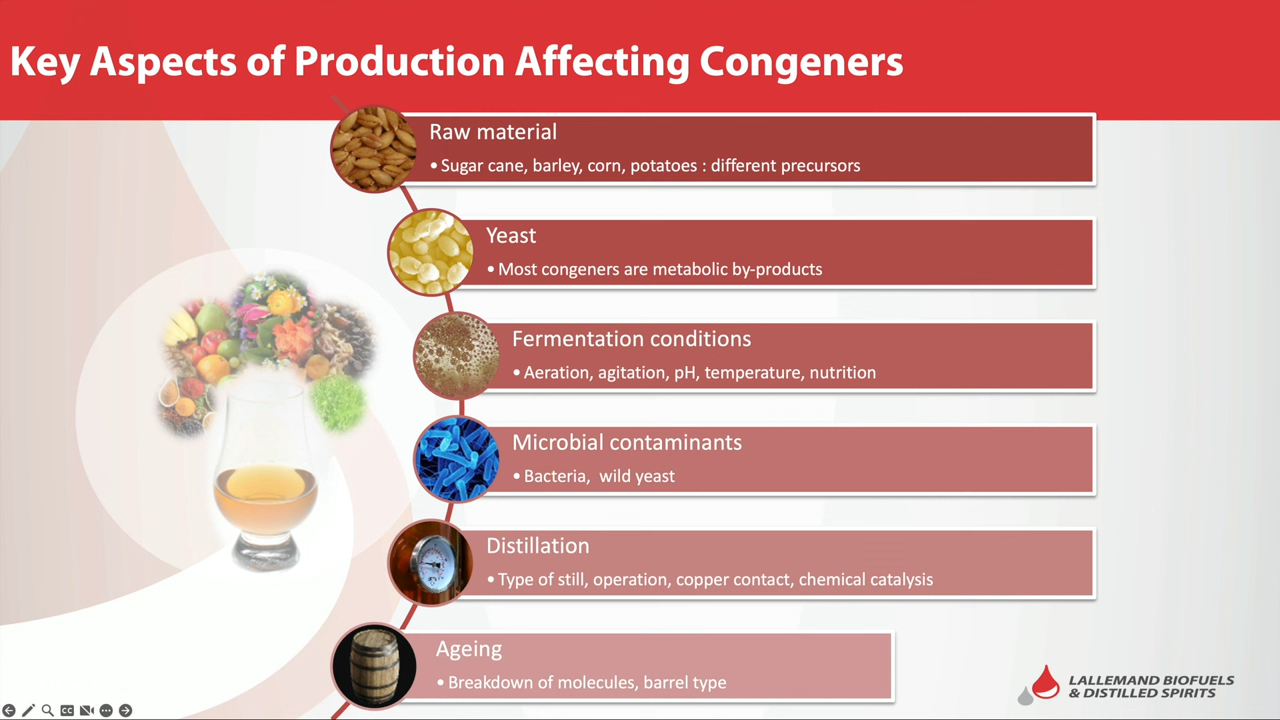 Key Aspects of Production Affecting Congeners
Raw material
• Sugar cane, barley, corn, potatoes : different precursors
Yeast
• Most congeners are metabolic by-products
Fermentation conditions
• Aeration, agitation, pH, temperature, nutrition
Microbial contaminants
• Bacteria,  wild yeast
Distillation
• Type of still, operation, copper contact, chemical catalysis
Ageing
• Breakdown of molecules, barrel type
LALLEMAND BIOFUELS
& DISTILLED SPIRITS
CC